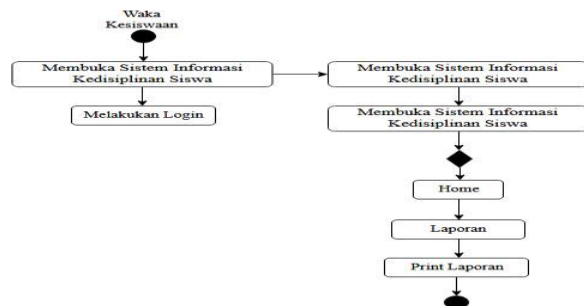 Waka
Kesiswaan
Membuka Sistem Informasi
Kedisiplinan Siswa
Melakukan Login
Membuka Sistem Informasi
Kedisiplinan Siswa
Membuka Sistem Informasi
Kedisiplinan Siswa
Home
Laporan
Print Laporan